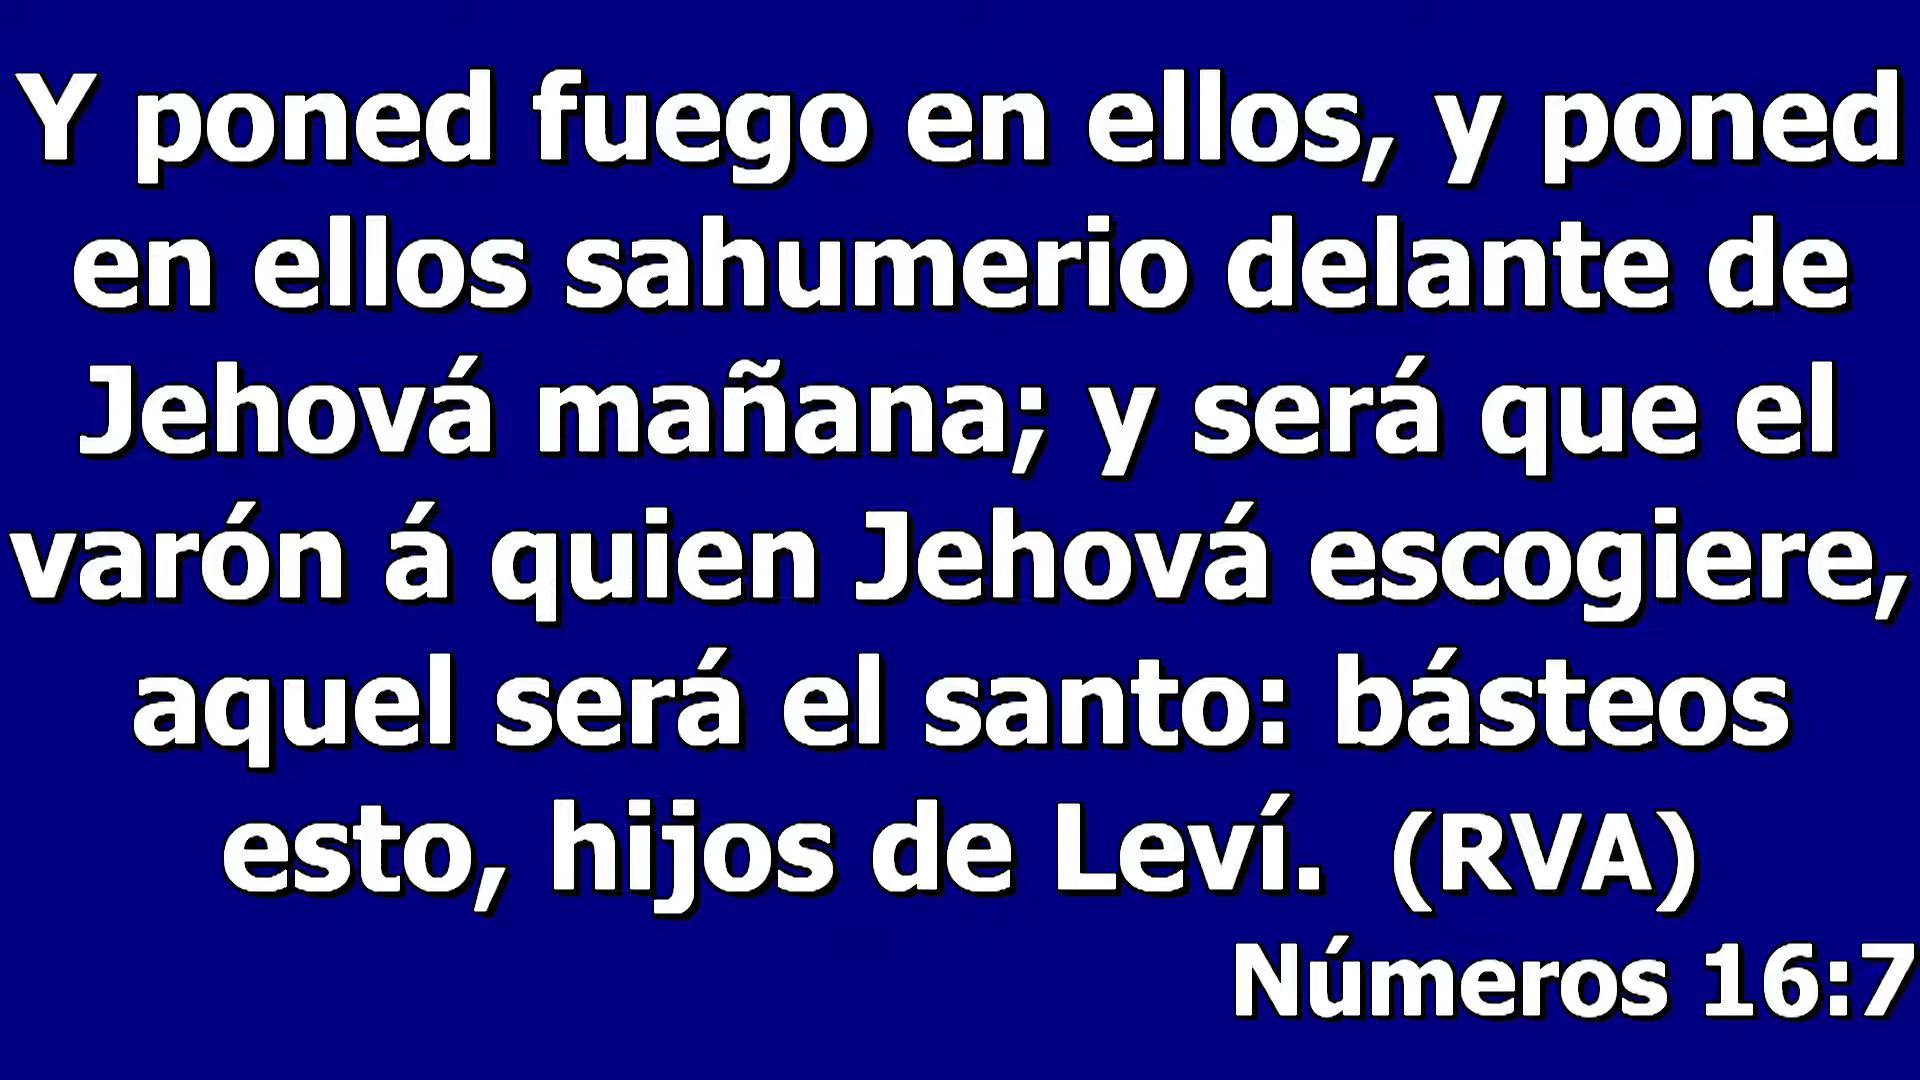 Y poned fuego en ellos, y poned
en ellos sahumerio delante de
Jehová mañana; y será que el
varón á quien Jehová escogiere,
aquel será el santo: básteos
esto, hijos de Leví. (RVA)
Números 16:7